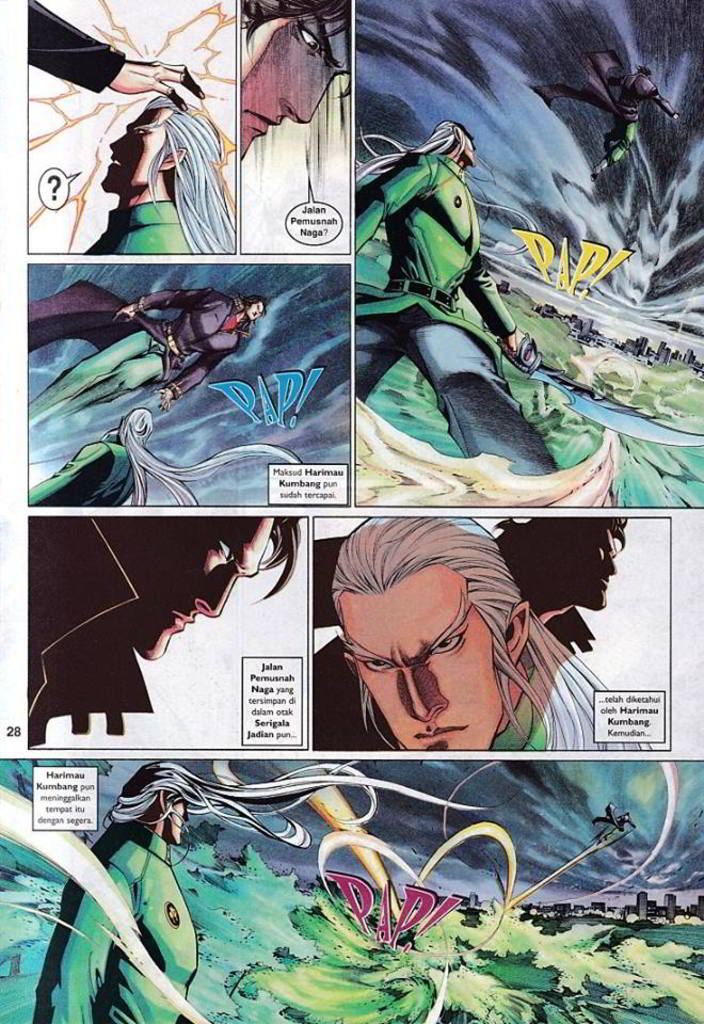 ?
Jalan
Pemusnah
Naga?
PAP!
PAP!
Maksud Harimau
Kumbang pun
sudah tercapai.
Jalan
Pemusnah
Naga yang
tersimpan di
dalam otak
Serigala
Jadian pun...
...telah diketahui
oleh Harimau
Kumbang.
Kemudian...
28
Harimau
Kumbang pun
meninggalkan
tempat itu
dengan segera.
PAP!